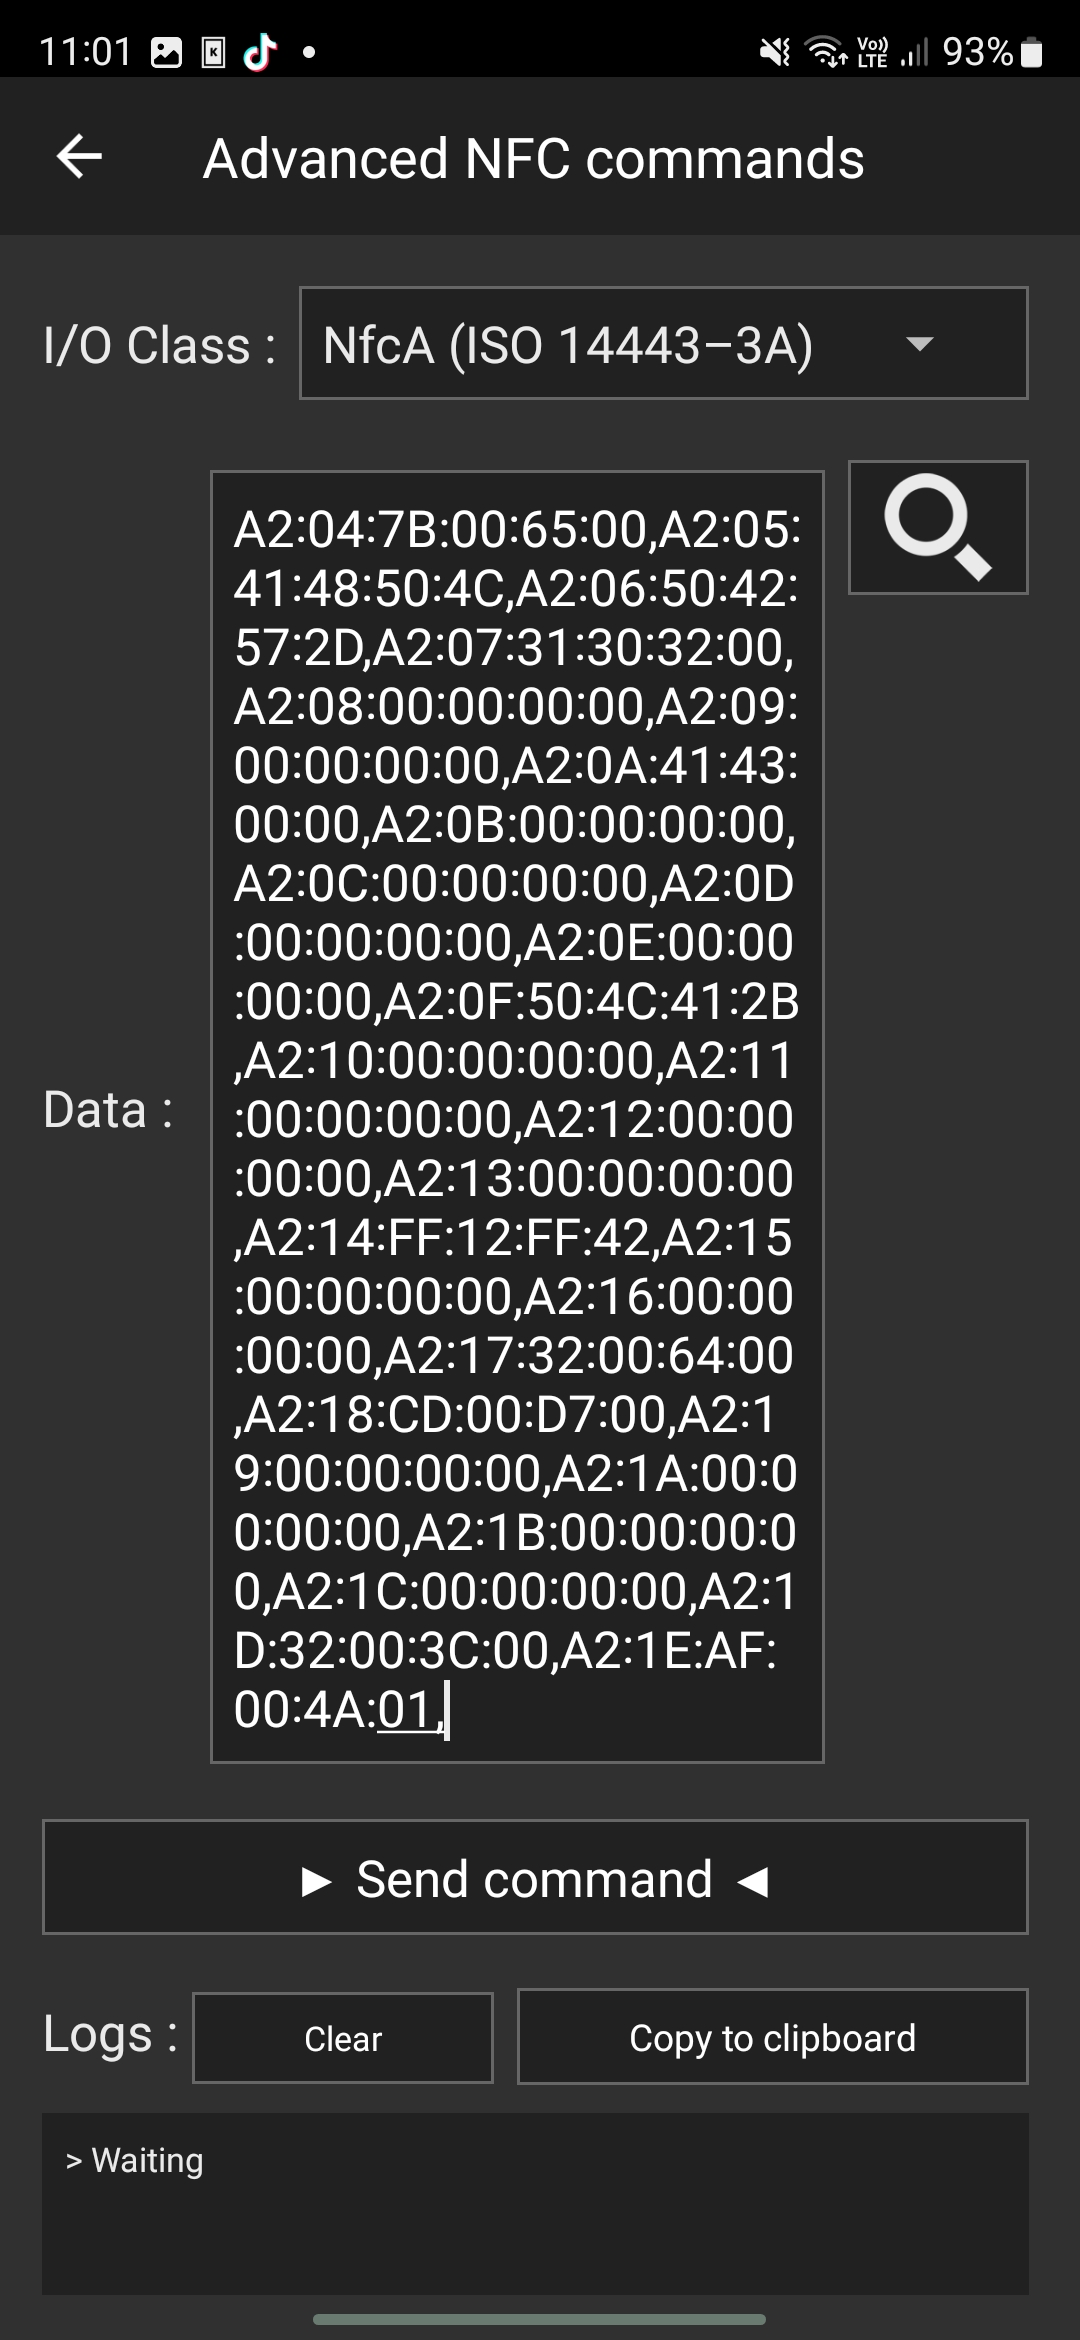 11:01
K
Vo)) LTE
93%
Advanced NFC commands
I/O Class :
NfcA (ISO 14443–3A)
A2:04:7B:00:65:00,A2:05:
41:48:50:4C,A2:06:50:42:
57:2D,A2:07:31:30:32:00,
A2:08:00:00:00:00,A2:09:
00:00:00:00,A2:0A:41:43:
00:00,A2:0B:00:00:00:00,
A2:0C:00:00:00:00,A2:0D
:00:00:00:00,A2:0E:00:00
:00:00,A2:0F:50:4C:41:2B
,A2:10:00:00:00:00,A2:11
:00:00:00:00,A2:12:00:00
:00:00,A2:13:00:00:00:00
,A2:14:FF:12:FF:42,A2:15
:00:00:00:00,A2:16:00:00
:00:00,A2:17:32:00:64:00
,A2:18:CD:00:D7:00,A2:1
9:00:00:00:00,A2:1A:00:0
0:00:00,A2:1B:00:00:00:0
0,A2:1C:00:00:00:00,A2:1
D:32:00:3C:00,A2:1E:AF:
00:4A:01,
Data :
► Send command ◄
Logs :
Clear
Copy to clipboard
> Waiting